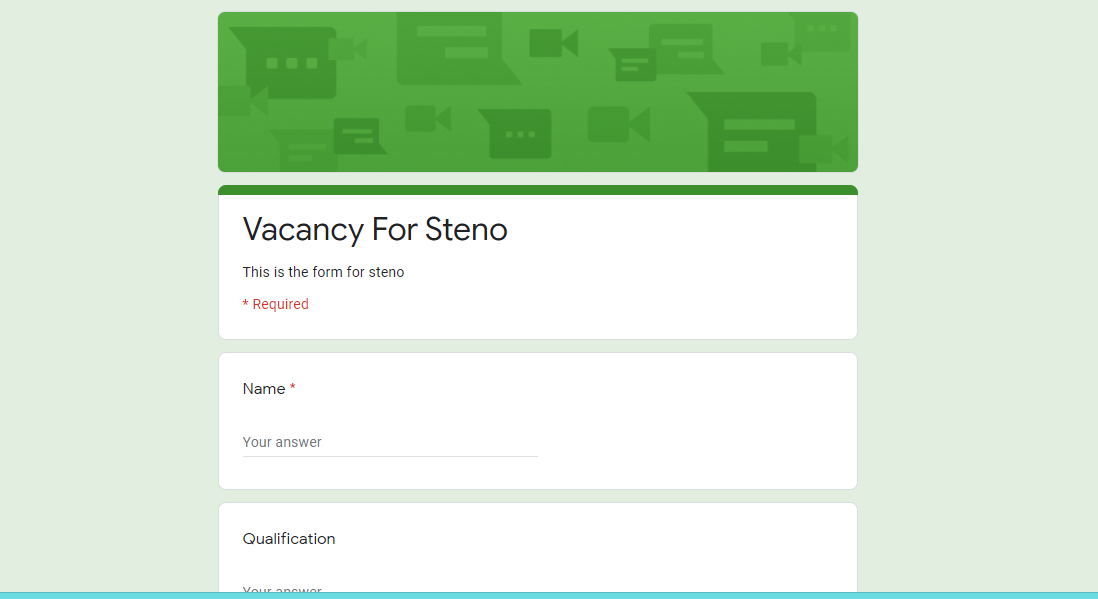 Vacancy For Steno
This is the form for steno
* Required
Name *
Your answer
Qualification
Your answer